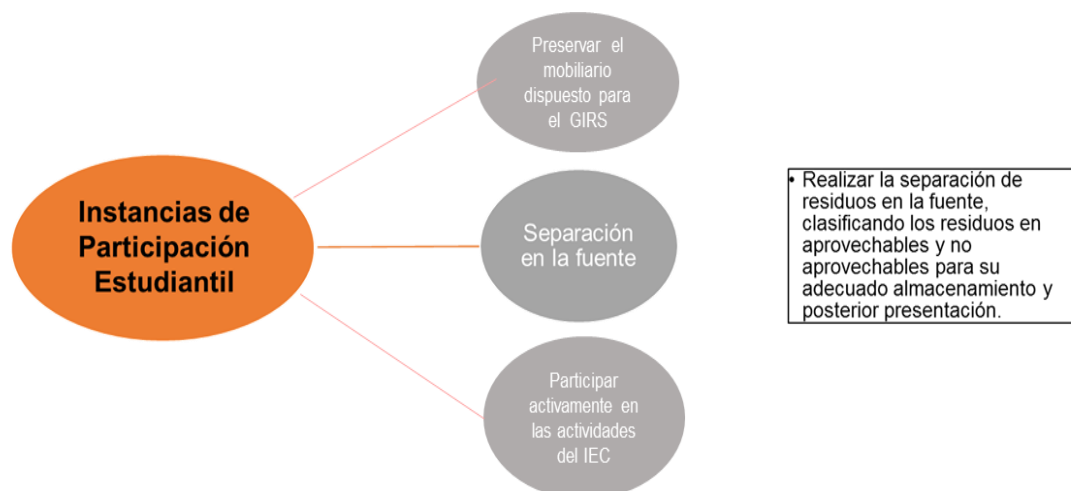 Preservar el
mobiliario
dispuesto para
el GIRS
Instancias de
Participación
Estudiantil
Separación
en la fuente
• Realizar la separación de
residuos en la fuente,
clasificando los residuos en
aprovechables y no
aprovechables para su
adecuado almacenamiento y
posterior presentación.
Participar
activamente en
las actividades
del IEC